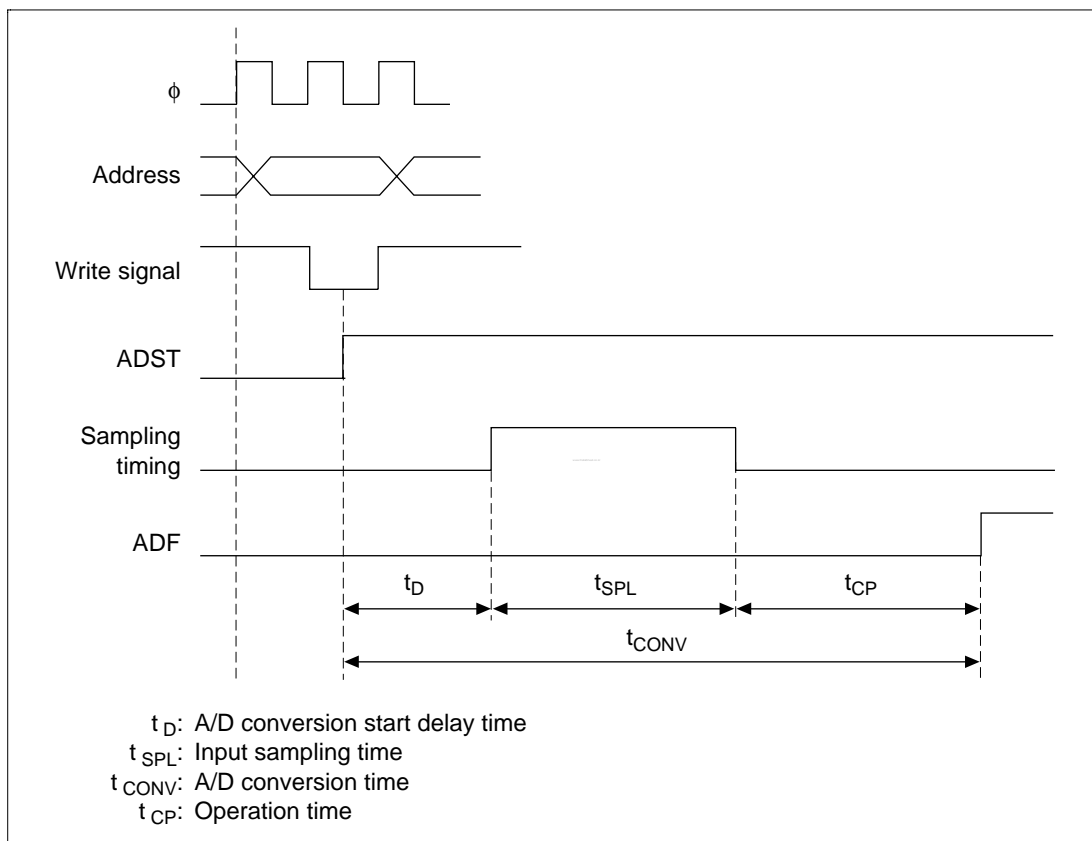 ϕ
Address
Write signal
ADST
Sampling
timing
ADF
tD tSPL tCP
tCONV
tD: A/D conversion start delay time
tSPL: Input sampling time
tCONV: A/D conversion time
tCP: Operation time